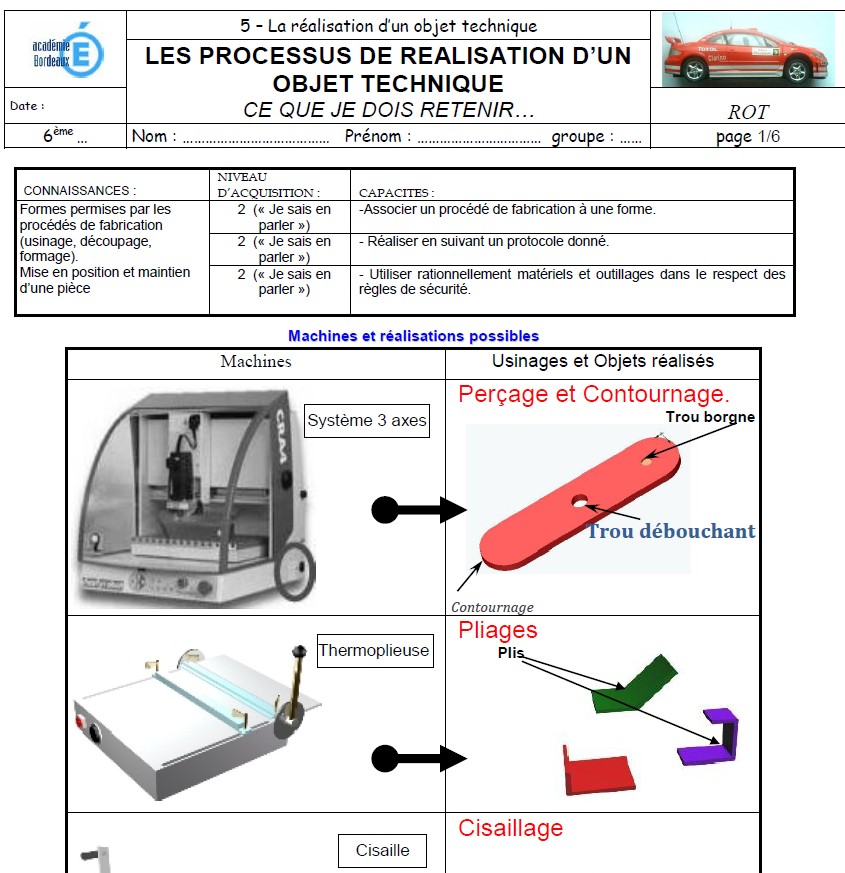 académie
Bordeaux
5 – La réalisation d’un objet technique
LES PROCESSUS DE REALISATION D’UN
OBJET TECHNIQUE
CE QUE JE DOIS RETENIR…
Date :
ROT
6ème …
Nom : ………………………………… Prénom : …………………………… groupe : ……
page 1/6
CONNAISSANCES :
NIVEAU
D’ACQUISITION :
CAPACITES :
Formes permises par les
procédés de fabrication
(usinage, découpage,
formage).
Mise en position et maintien
d’une pièce
2 (« Je sais en
parler »)
-Associer un procédé de fabrication à une forme.
2 (« Je sais en
parler »)
- Réaliser en suivant un protocole donné.
2 (« Je sais en
parler »)
- Utiliser rationnellement matériels et outillages dans le respect des
règles de sécurité.
Machines et réalisations possibles
Machines
Usinages et Objets réalisés
Système 3 axes
CRA4
Perçage et Contournage.
Trou borgne
Trou débouchant
Contournage
Thermoplieuse
Pliages
Plis
Cisaille
Cisaillage